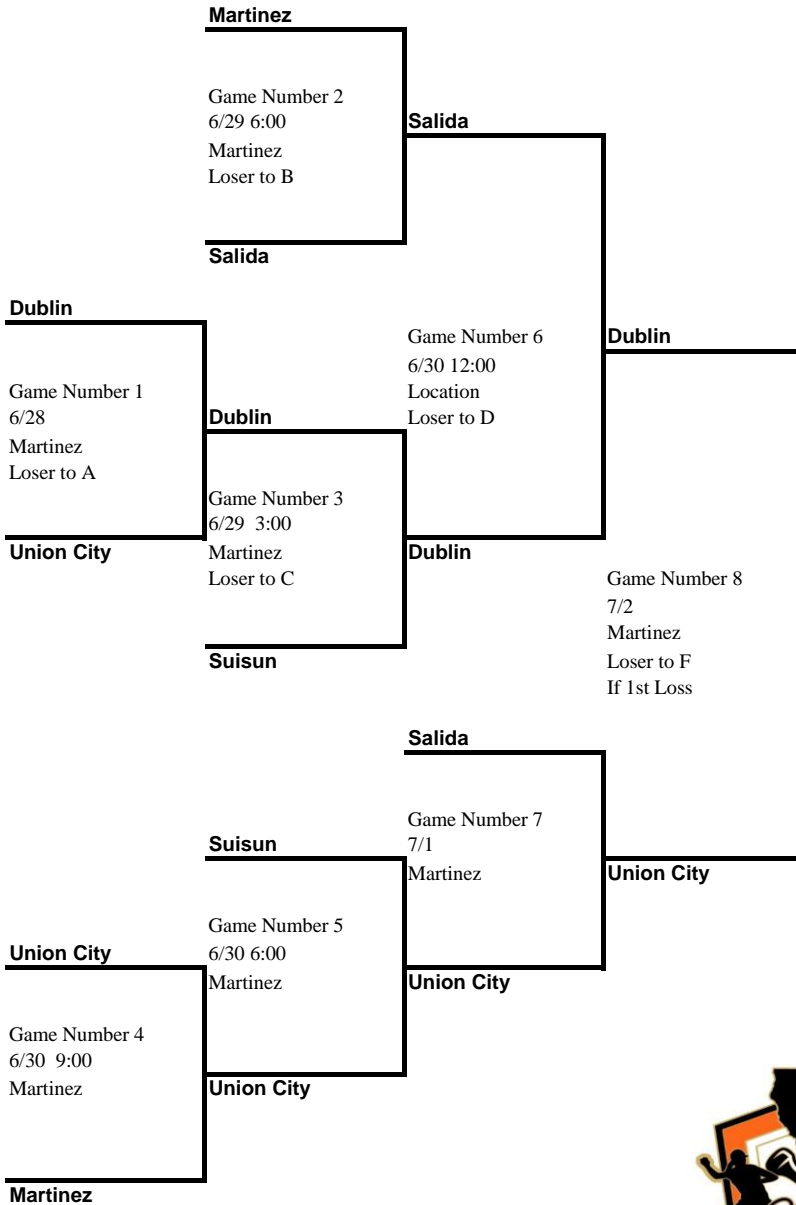 Martinez
Game Number 2
6/29 6:00
Martinez
Loser to B
Salida
Salida
Dublin
Game Number 1
6/28
Martinez
Loser to A
Union City
Dublin
Game Number 3
6/29 3:00
Martinez
Loser to C
Suisun
Game Number 6
6/30 12:00
Location
Loser to D
Dublin
Dublin
Game Number 8
7/2
Martinez
Loser to F
If 1st Loss
Salida
Game Number 7
7/1
Martinez
Union City
Suisun
Game Number 5
6/30 6:00
Martinez
Union City
Union City
Game Number 4
6/30 9:00
Martinez
Union City
Martinez